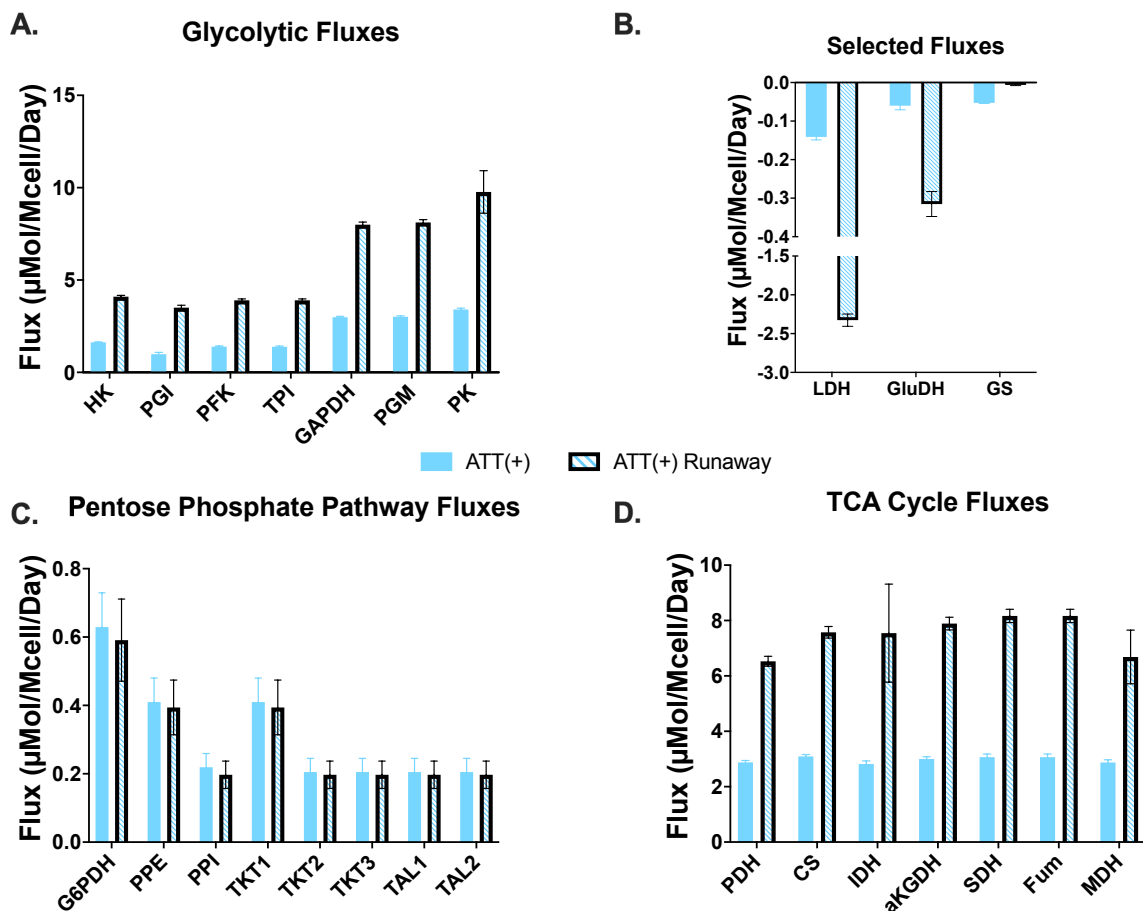 A.
Glycolytic Fluxes
Flux (µMol/Mcell/Day)
15
10
5
0
HK
PGI
PFK
TPI
GAPDH
PGM
PK
B.
Selected Fluxes
Flux (µMol/Mcell/Day)
0.0
-0.1
-0.2
-0.3
-0.4
-1.5
-2.0
-2.5
-3.0
LDH
GluDH
GS
ATT(+)
ATT(+) Runaway
C.
Pentose Phosphate Pathway Fluxes
Flux (µMol/Mcell/Day)
0.8
0.6
0.4
0.2
0.0
G6PDH
PPE
PPI
TKT1
TKT2
TKT3
TAL1
TAL2
D.
TCA Cycle Fluxes
Flux (µMol/Mcell/Day)
10
8
6
4
2
0
PDH
CS
IDH
aKGDH
SDH
Fum
MDH